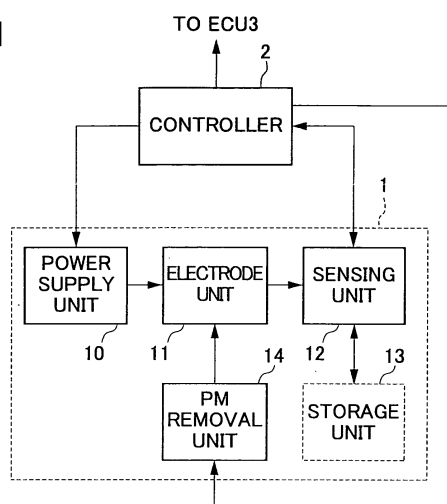 TO ECU3
2
CONTROLLER
1
POWER
SUPPLY
UNIT
ELECTRODE
UNIT
SENSING
UNIT
10
11
14
12
13
PM
REMOVAL
UNIT
STORAGE
UNIT